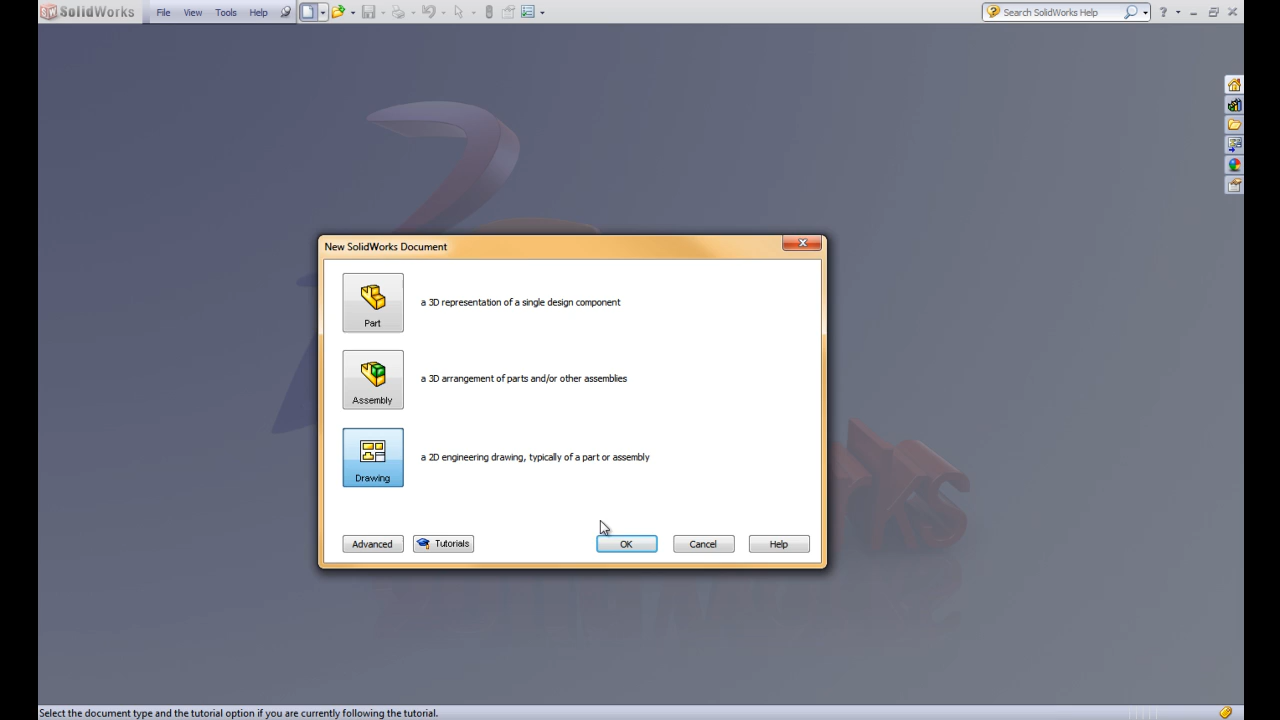 SolidWorks File View Tools Help Search SolidWorks Help
New SolidWorks Document
Part a 3D representation of a single design component
Assembly a 3D arrangement of parts and/or other assemblies
Drawing a 2D engineering drawing, typically of a part or assembly
Advanced Tutorials OK Cancel Help
Select the document type and the tutorial option if you are currently following the tutorial.